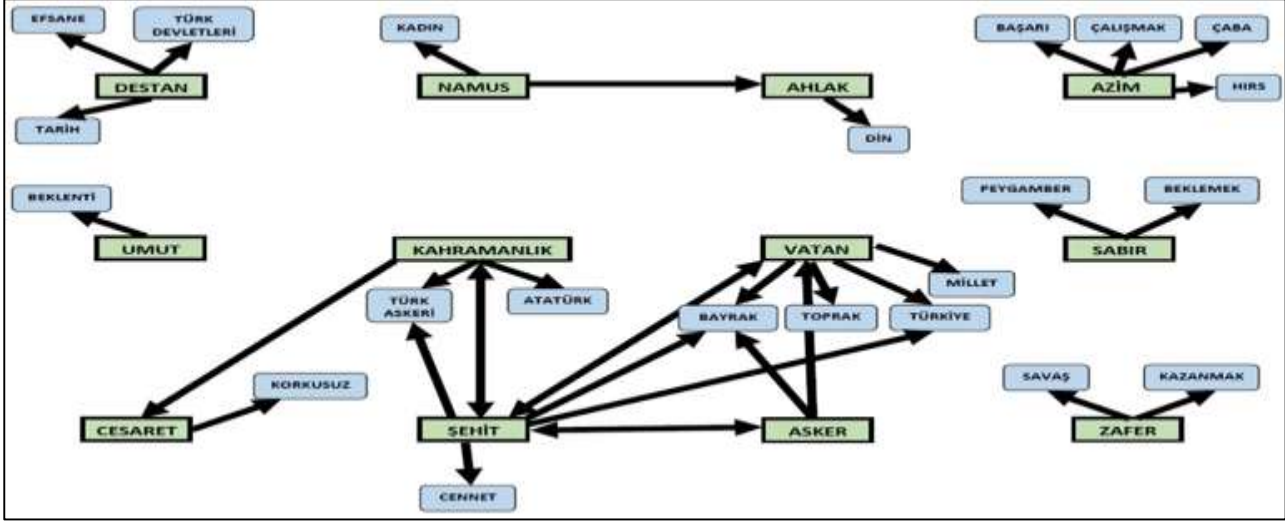 EFSANE
TÜRK
DEVLETLERİ
KADIN
BAŞARI
ÇALIŞMAK
ÇABA
DESTAN
NAMUS
AHLAK
AZİM
HIRS
TARİH
DİN
BEKLENTİ
PEYGAMBER
BEKLEMEK
UMUT
KAHRAMANLIK
VATAN
SABIR
MİLLET
TÜRK
ASKERİ
ATATÜRK
BAYRAK
TOPRAK
TÜRKİYE
KORKUSUZ
SAVAŞ
KAZANMAK
CESARET
ŞEHİT
ASKER
ZAFER
CENNET